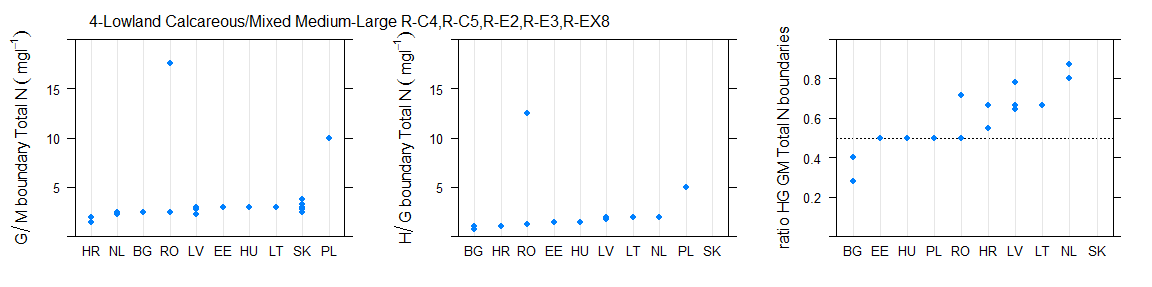 4-Lowland Calcareous/Mixed Medium-Large R-C4,R-C5,R-E2,R-E3,R-EX8
G/M boundary Total N (mgl⁻¹)
15
10
5
HR NL BG RO LV EE HU LT SK PL
H/G boundary Total N (mgl⁻¹)
15
10
5
BG HR RO EE HU LV LT NL PL SK
ratio HG GM Total N boundaries
0.8
0.6
0.4
0.2
BG EE HU PL RO HR LV LT NL SK